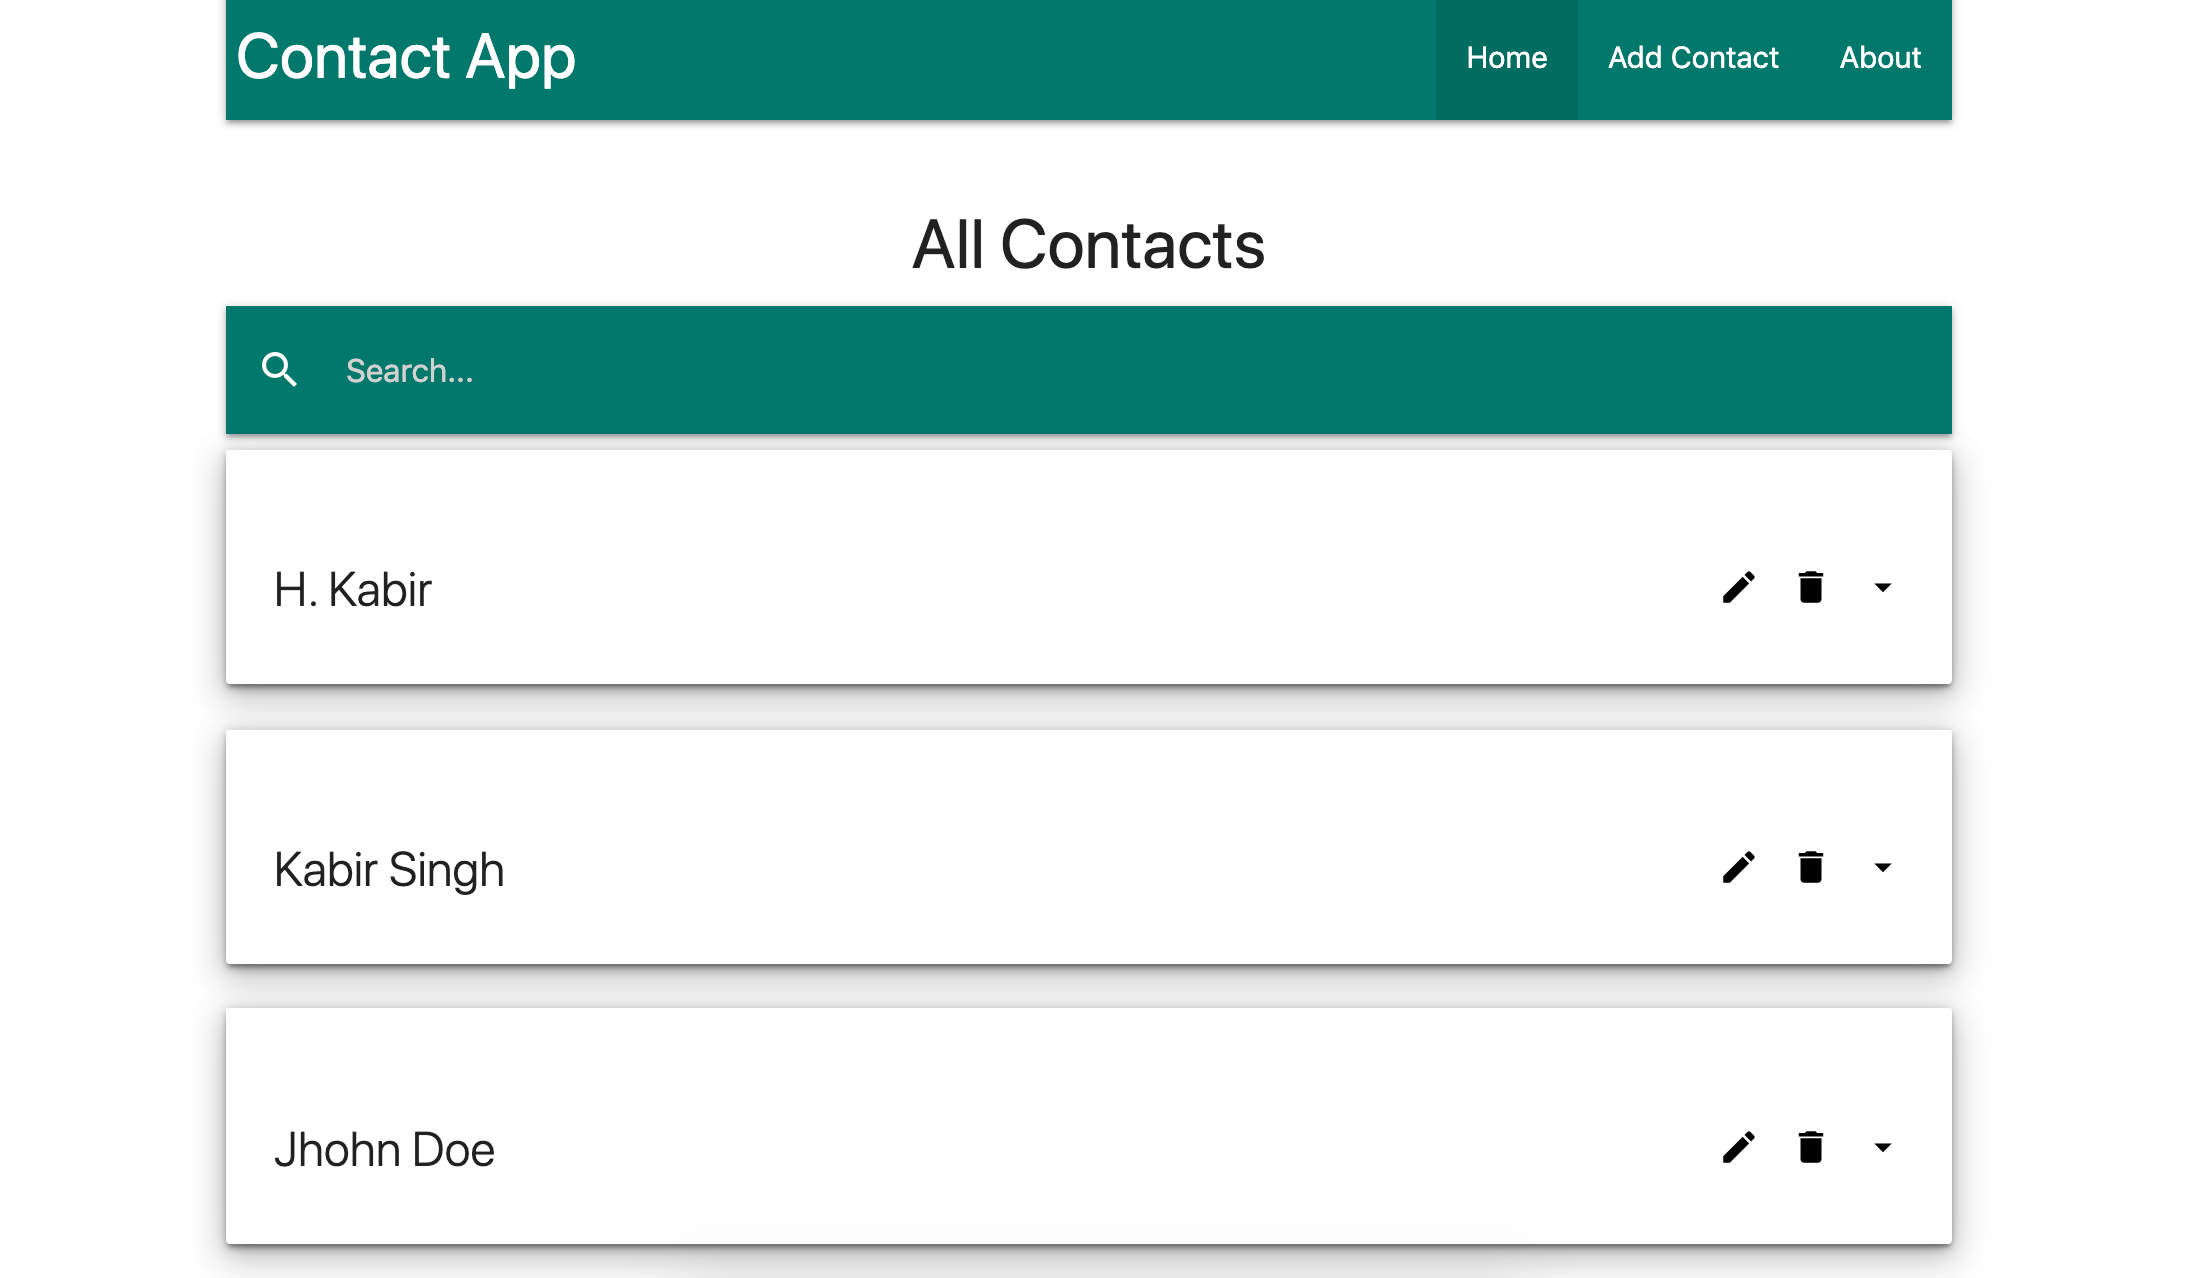 Contact App
Home Add Contact About
All Contacts
Search...
H. Kabir
Kabir Singh
Jhohn Doe